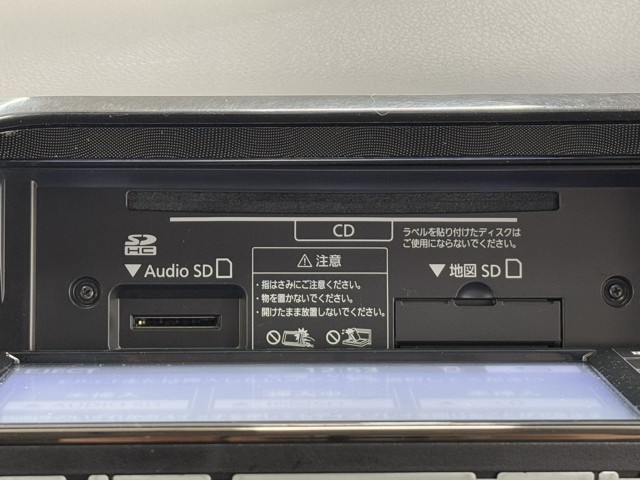 CD
ラベルを貼り付けたディスクは
ご使用にならないでください。
SD
HC
▼Audio SD
⚠注意
・指はさみにご注意ください。
・物を置かないでください。
・開けたまま放置しないでください。
▼地図 SD
12:51